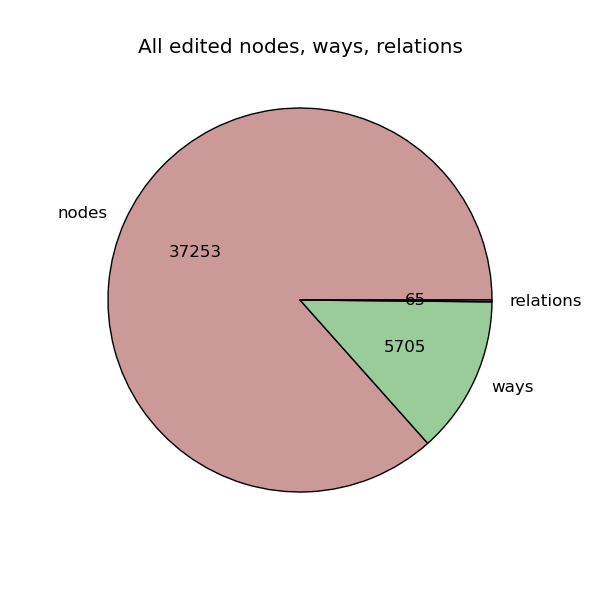 All edited nodes, ways, relations
nodes
37253
65
relations
5705
ways